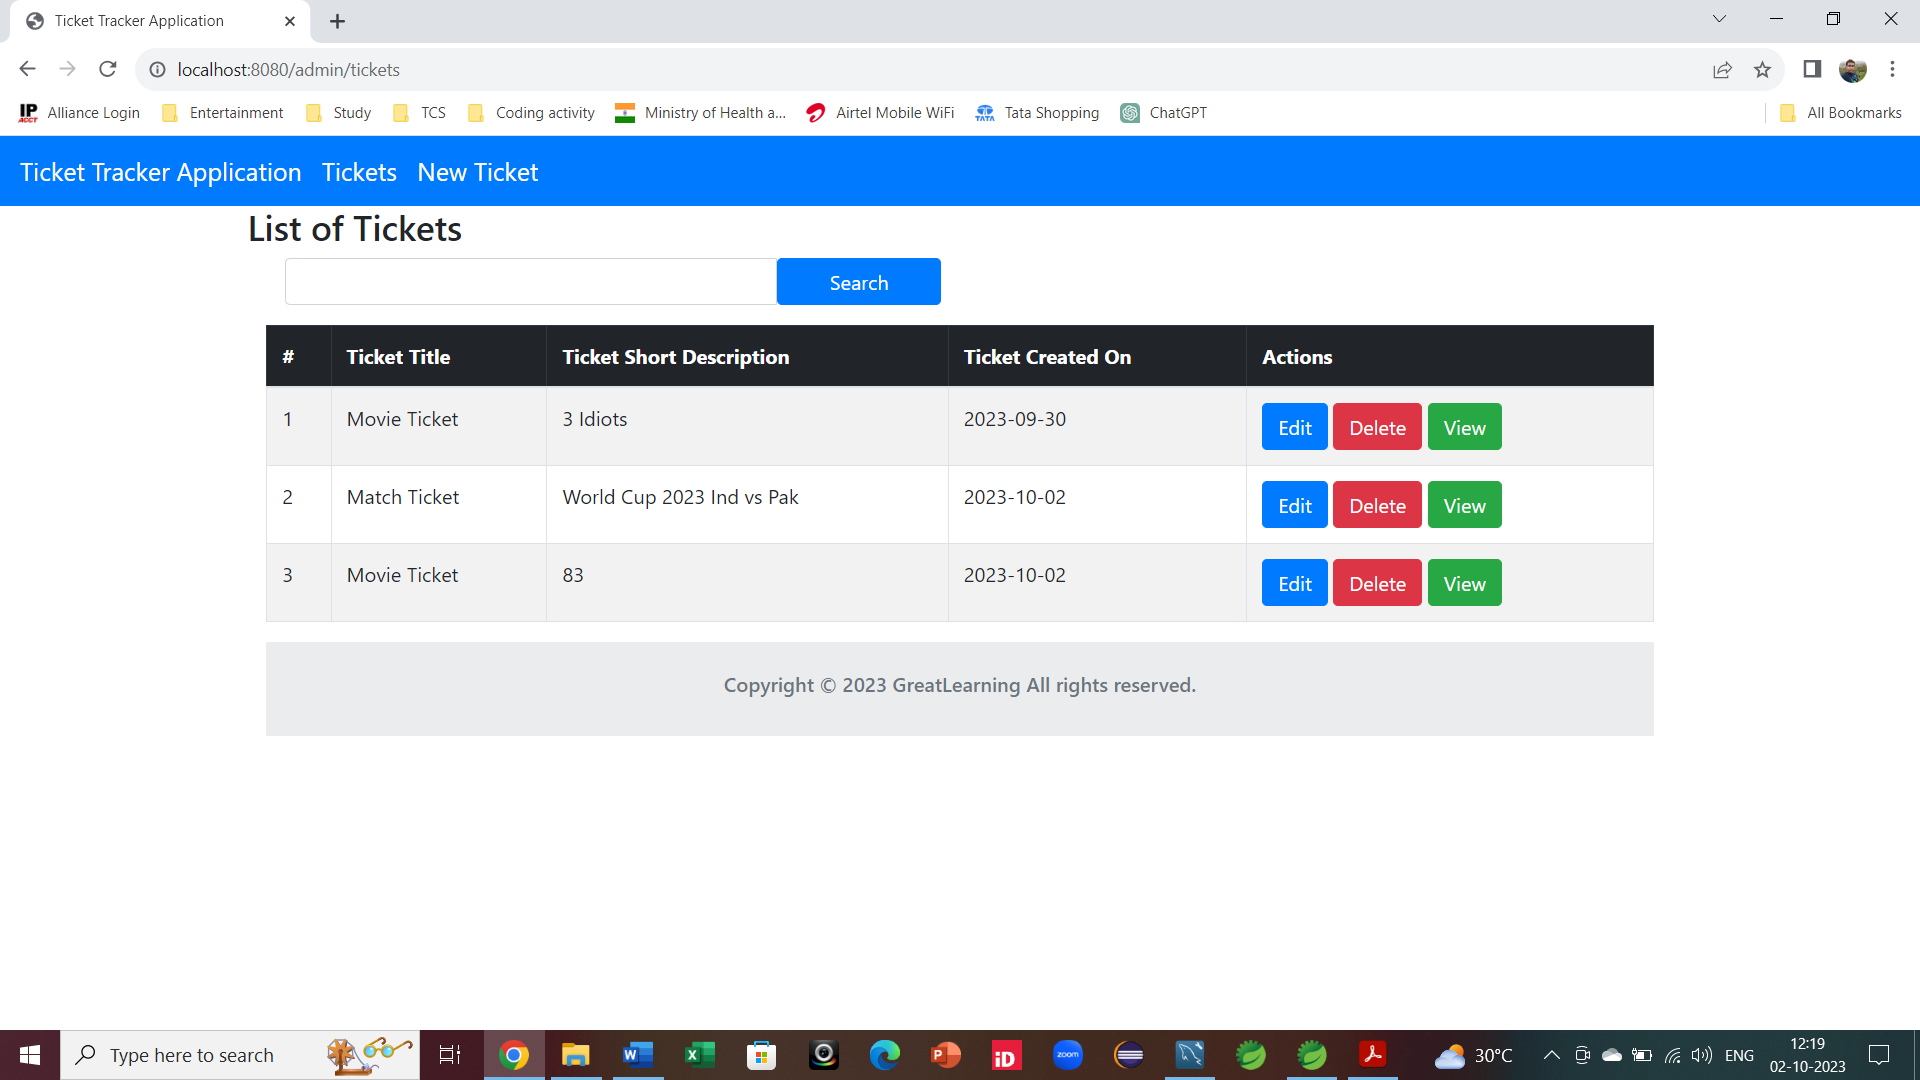 Ticket Tracker Application
localhost:8080/admin/tickets
IP ACCT Alliance Login Entertainment Study TCS Coding activity Ministry of Health a... Airtel Mobile WiFi TATA Tata Shopping ChatGPT All Bookmarks
Ticket Tracker Application Tickets New Ticket
List of Tickets
Search
# Ticket Title Ticket Short Description Ticket Created On Actions
1 Movie Ticket 3 Idiots 2023-09-30 Edit Delete View
2 Match Ticket World Cup 2023 Ind vs Pak 2023-10-02 Edit Delete View
3 Movie Ticket 83 2023-10-02 Edit Delete View
Copyright © 2023 GreatLearning All rights reserved.
Type here to search W X P iD zoom 30°C ENG 12:19
02-10-2023